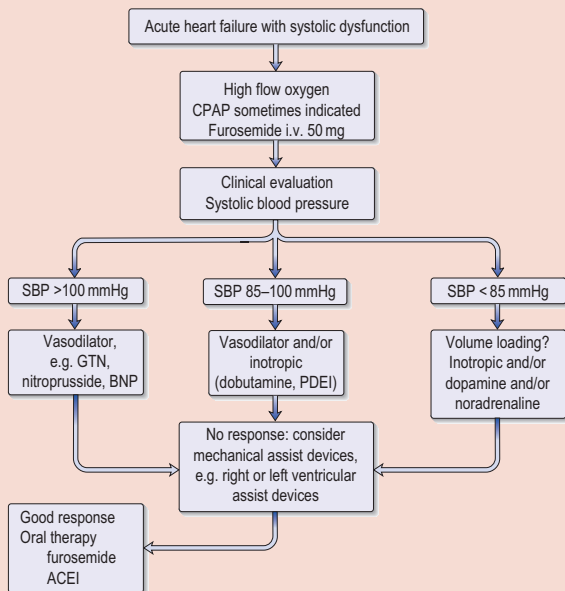 Acute heart failure with systolic dysfunction
High flow oxygen
CPAP sometimes indicated
Furosemide i.v. 50 mg
Clinical evaluation
Systolic blood pressure
SBP >100 mmHg
SBP 85–100 mmHg
SBP < 85 mmHg
Vasodilator,
e.g. GTN,
nitroprusside, BNP
Vasodilator and/or
inotropic
(dobutamine, PDEI)
Volume loading?
Inotropic and/or
dopamine and/or
noradrenaline
No response: consider
mechanical assist devices,
e.g. right or left ventricular
assist devices
Good response
Oral therapy
furosemide
ACEI